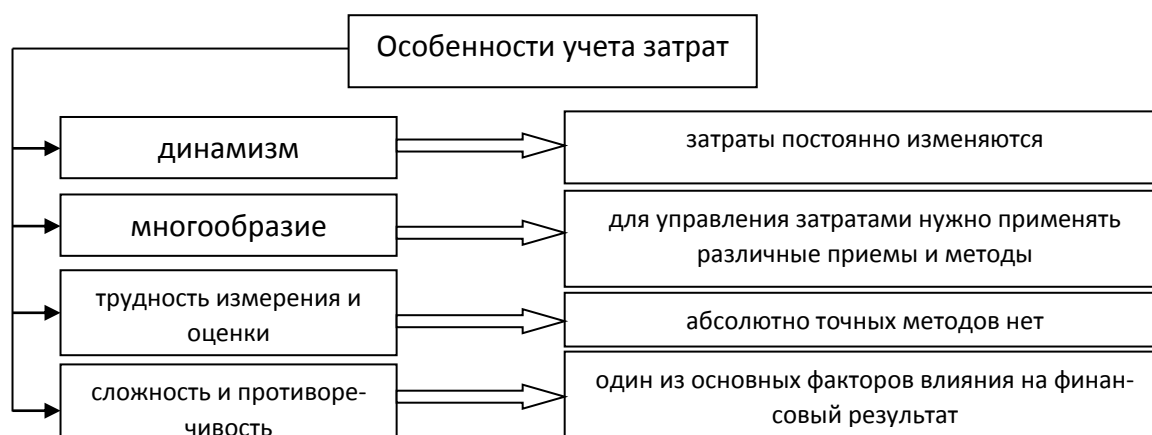 Особенности учета затрат
динамизм
затраты постоянно изменяются
многообразие
для управления затратами нужно применять
различные приемы и методы
трудность измерения и
оценки
абсолютно точных методов нет
сложность и противоре-
чивость
один из основных факторов влияния на финан-
совый результат